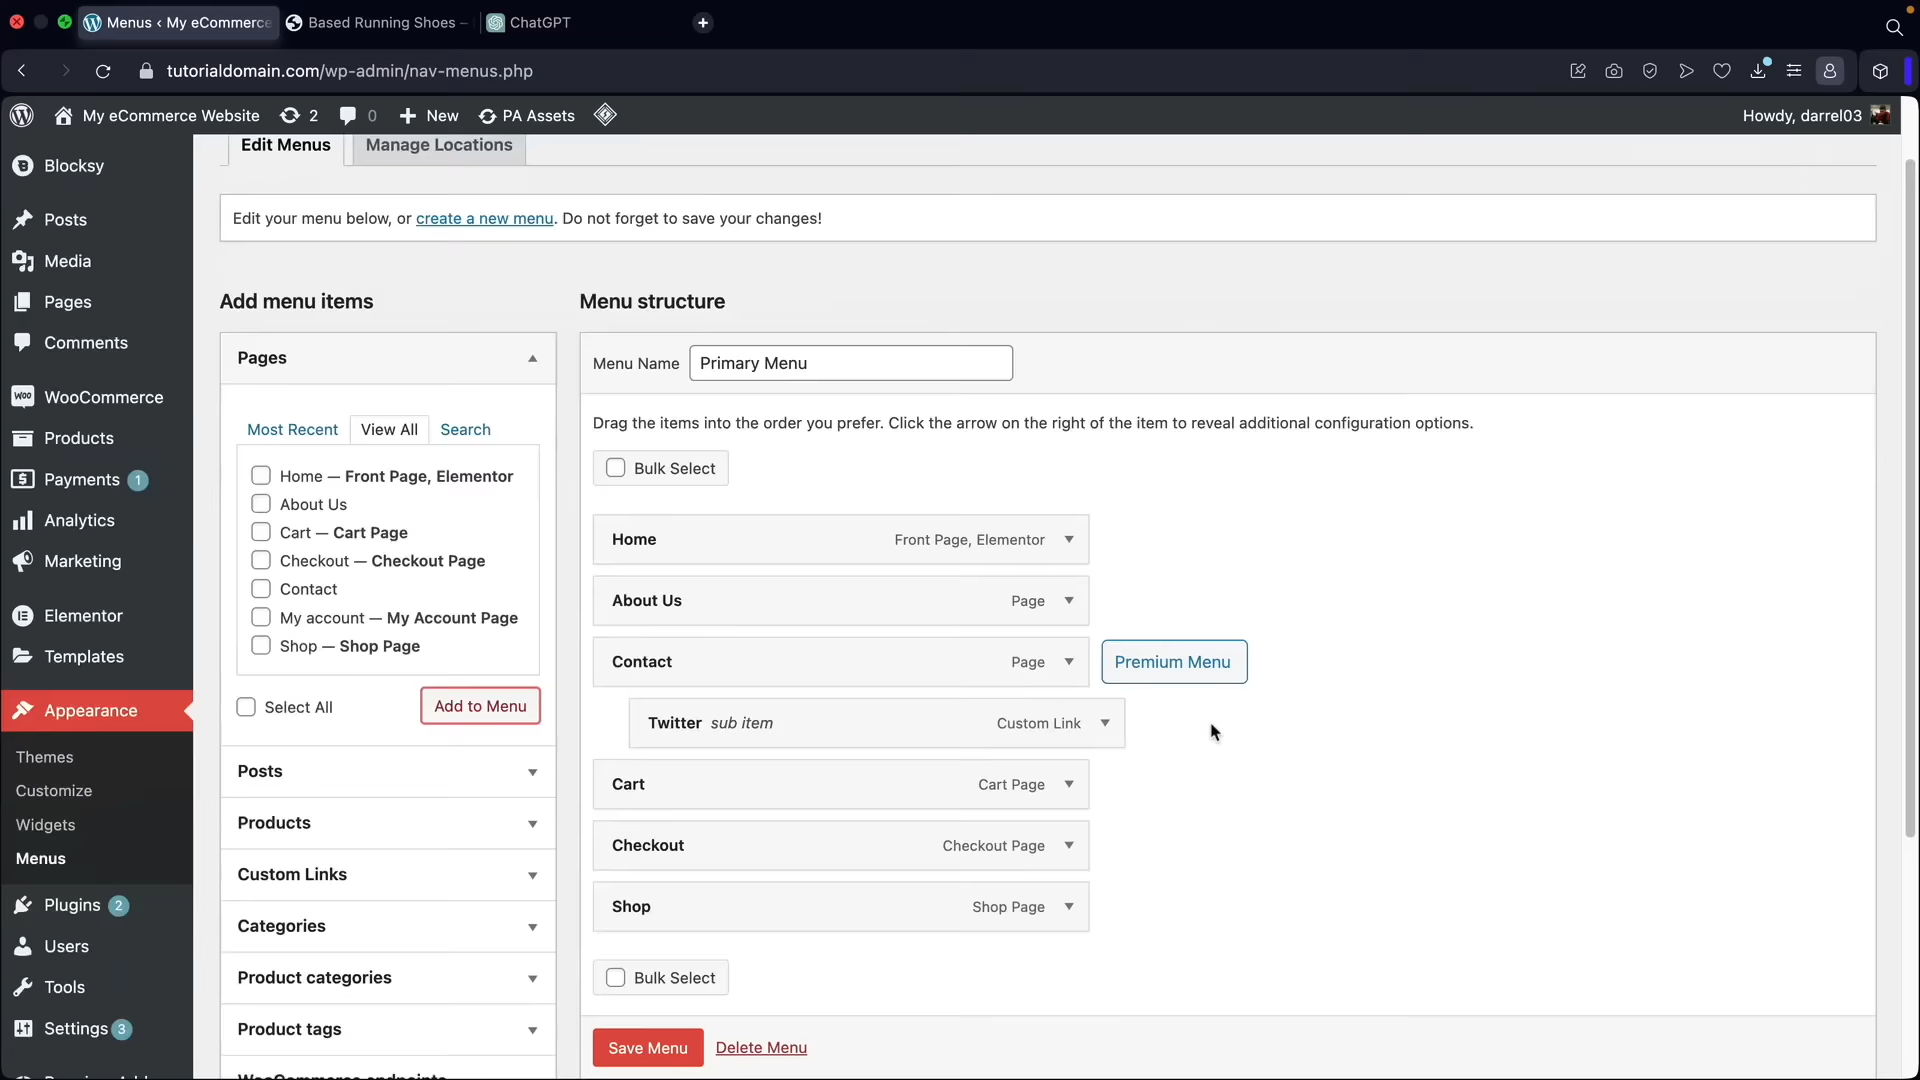 Menus ‹ My eCommerce
Based Running Shoes –
ChatGPT
tutorialdomain.com/wp-admin/nav-menus.php
My eCommerce Website
2
0
New
PA Assets
Howdy, darrel03
Blocksy
Posts
Media
Pages
Comments
WooCommerce
Products
Payments 1
Analytics
Marketing
Elementor
Templates
Appearance
Themes
Customize
Widgets
Menus
Plugins 2
Users
Tools
Settings 3
Edit Menus
Manage Locations
Edit your menu below, or create a new menu. Do not forget to save your changes!
Add menu items
Pages
Most Recent
View All
Search
Home — Front Page, Elementor
About Us
Cart — Cart Page
Checkout — Checkout Page
Contact
My account — My Account Page
Shop — Shop Page
Select All
Add to Menu
Posts
Products
Custom Links
Categories
Product categories
Product tags
Menu structure
Menu Name
Primary Menu
Drag the items into the order you prefer. Click the arrow on the right of the item to reveal additional configuration options.
Bulk Select
Home
Front Page, Elementor
About Us
Page
Contact
Page
Premium Menu
Twitter sub item
Custom Link
Cart
Cart Page
Checkout
Checkout Page
Shop
Shop Page
Bulk Select
Save Menu
Delete Menu